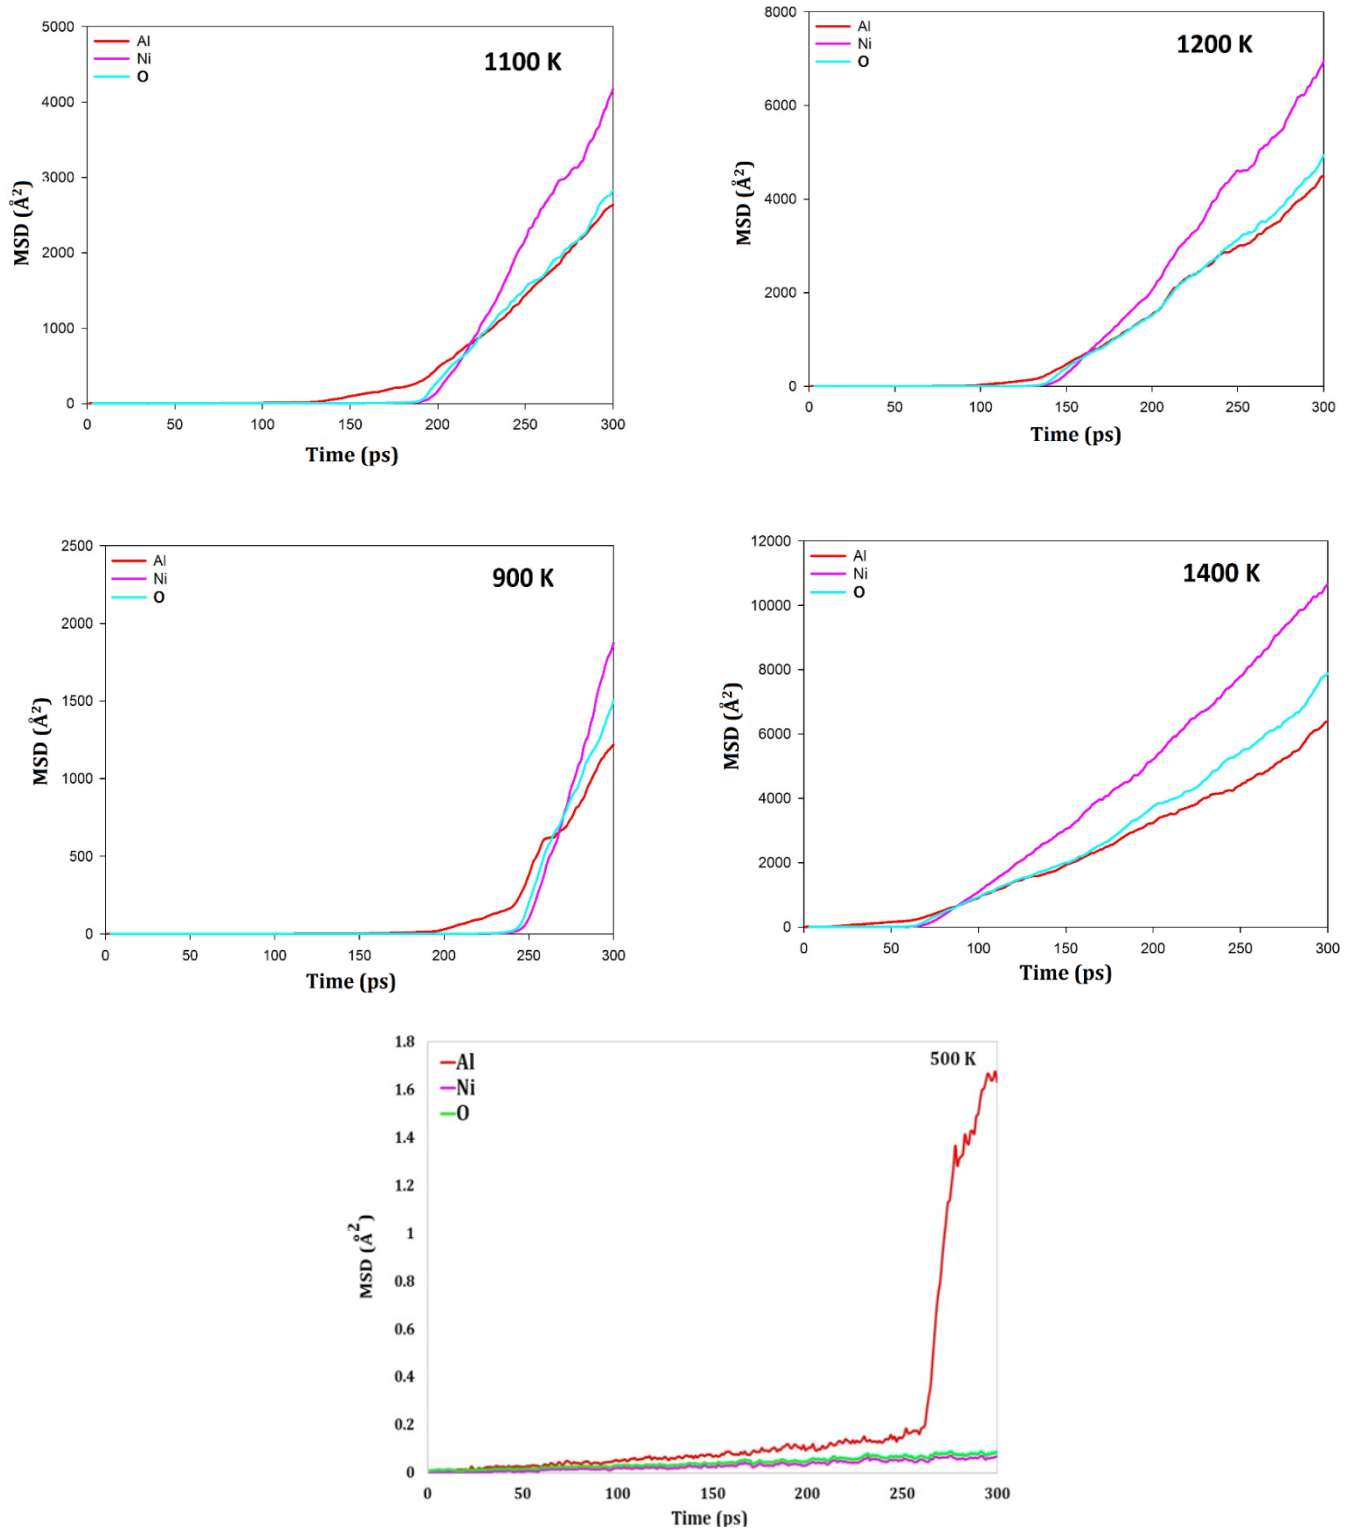 5000
4000
3000
2000
1000
0
MSD (Å²)
Al
Ni
O
1100 K
0 50 100 150 200 250 300
Time (ps)
8000
6000
4000
2000
0
MSD (Å²)
Al
Ni
O
1200 K
0 50 100 150 200 250 300
Time (ps)
2500
2000
1500
1000
500
0
MSD (Å²)
Al
Ni
O
900 K
0 50 100 150 200 250 300
Time (ps)
12000
10000
8000
6000
4000
2000
0
MSD (Å²)
Al
Ni
O
1400 K
0 50 100 150 200 250 300
Time (ps)
1.8
1.6
1.4
1.2
1
0.8
0.6
0.4
0.2
0
MSD (Å²)
Al
Ni
O
500 K
0 50 100 150 200 250 300
Time (ps)